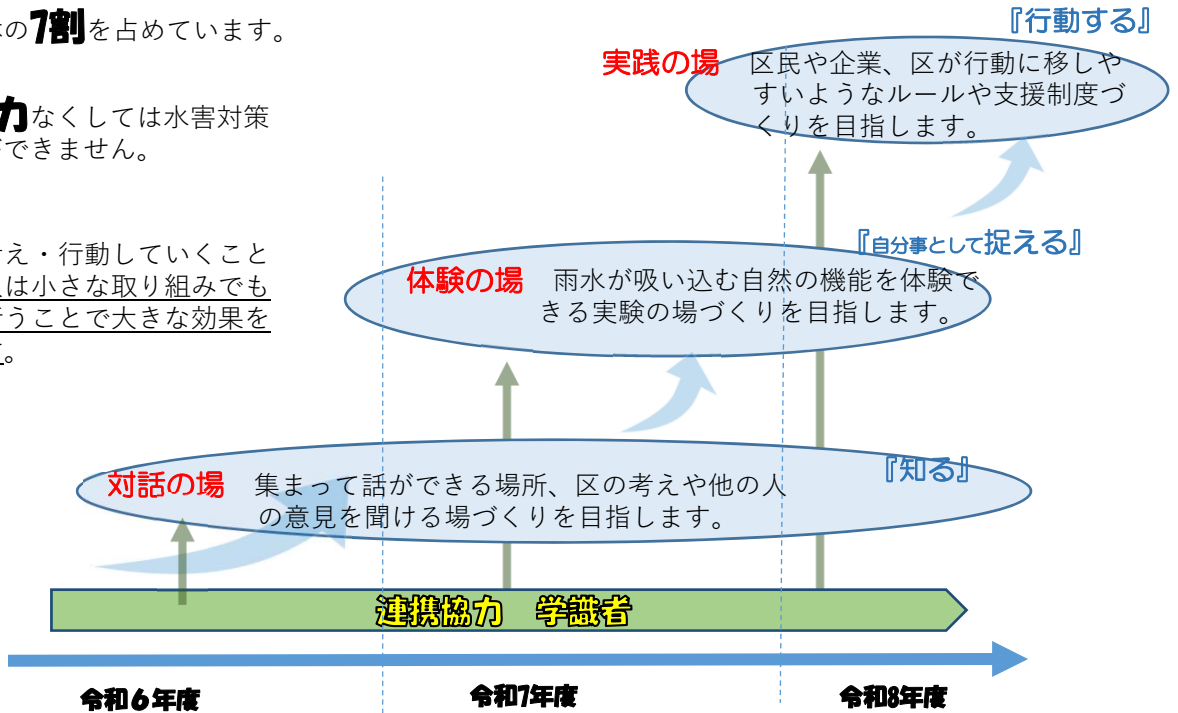 の7割を占めています。
力なくしては水害対策
できません。
え・行動していくこと
は小さな取り組みでも
うことで大きな効果を
。
『行動する』
実践の場 区民や企業、区が行動に移しや
すいようなルールや支援制度づ
くりを目指します。
『自分事として捉える』
体験の場 雨水が吸い込む自然の機能を体験で
きる実験の場づくりを目指します。
『知る』
対話の場 集まって話ができる場所、区の考えや他の人
の意見を聞ける場づくりを目指します。
連携協力 学識者
令和6年度 令和7年度 令和8年度